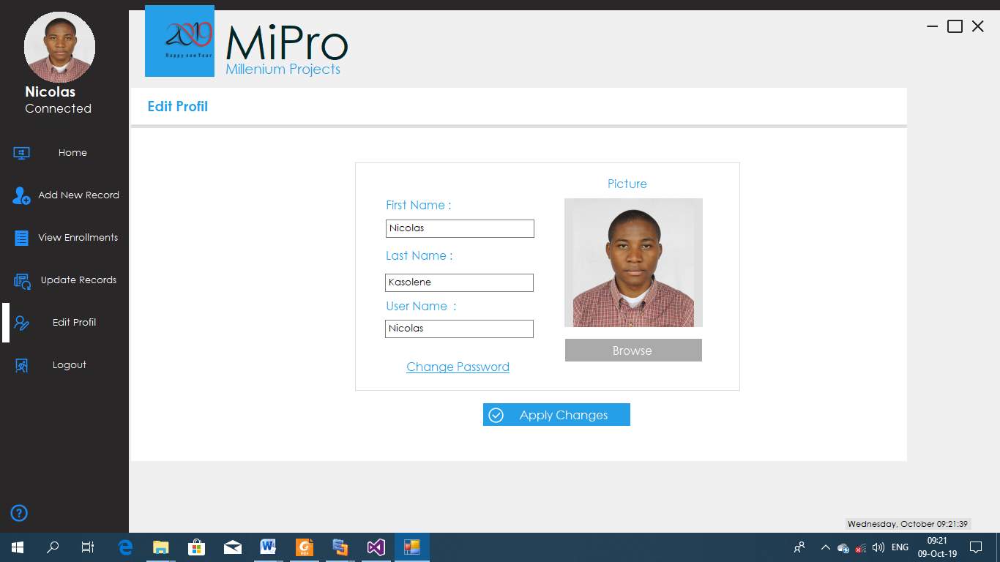 2019
Happy new Year
MiPro
Millenium Projects
Nicolas
Connected
Home
Add New Record
View Enrollments
Update Records
Edit Profil
Logout
?
Edit Profil
First Name :
Nicolas
Last Name :
Kasolene
User Name :
Nicolas
Change Password
Picture
Browse
Apply Changes
Wednesday, October 09:21:39
ENG
09:21
09-Oct-19